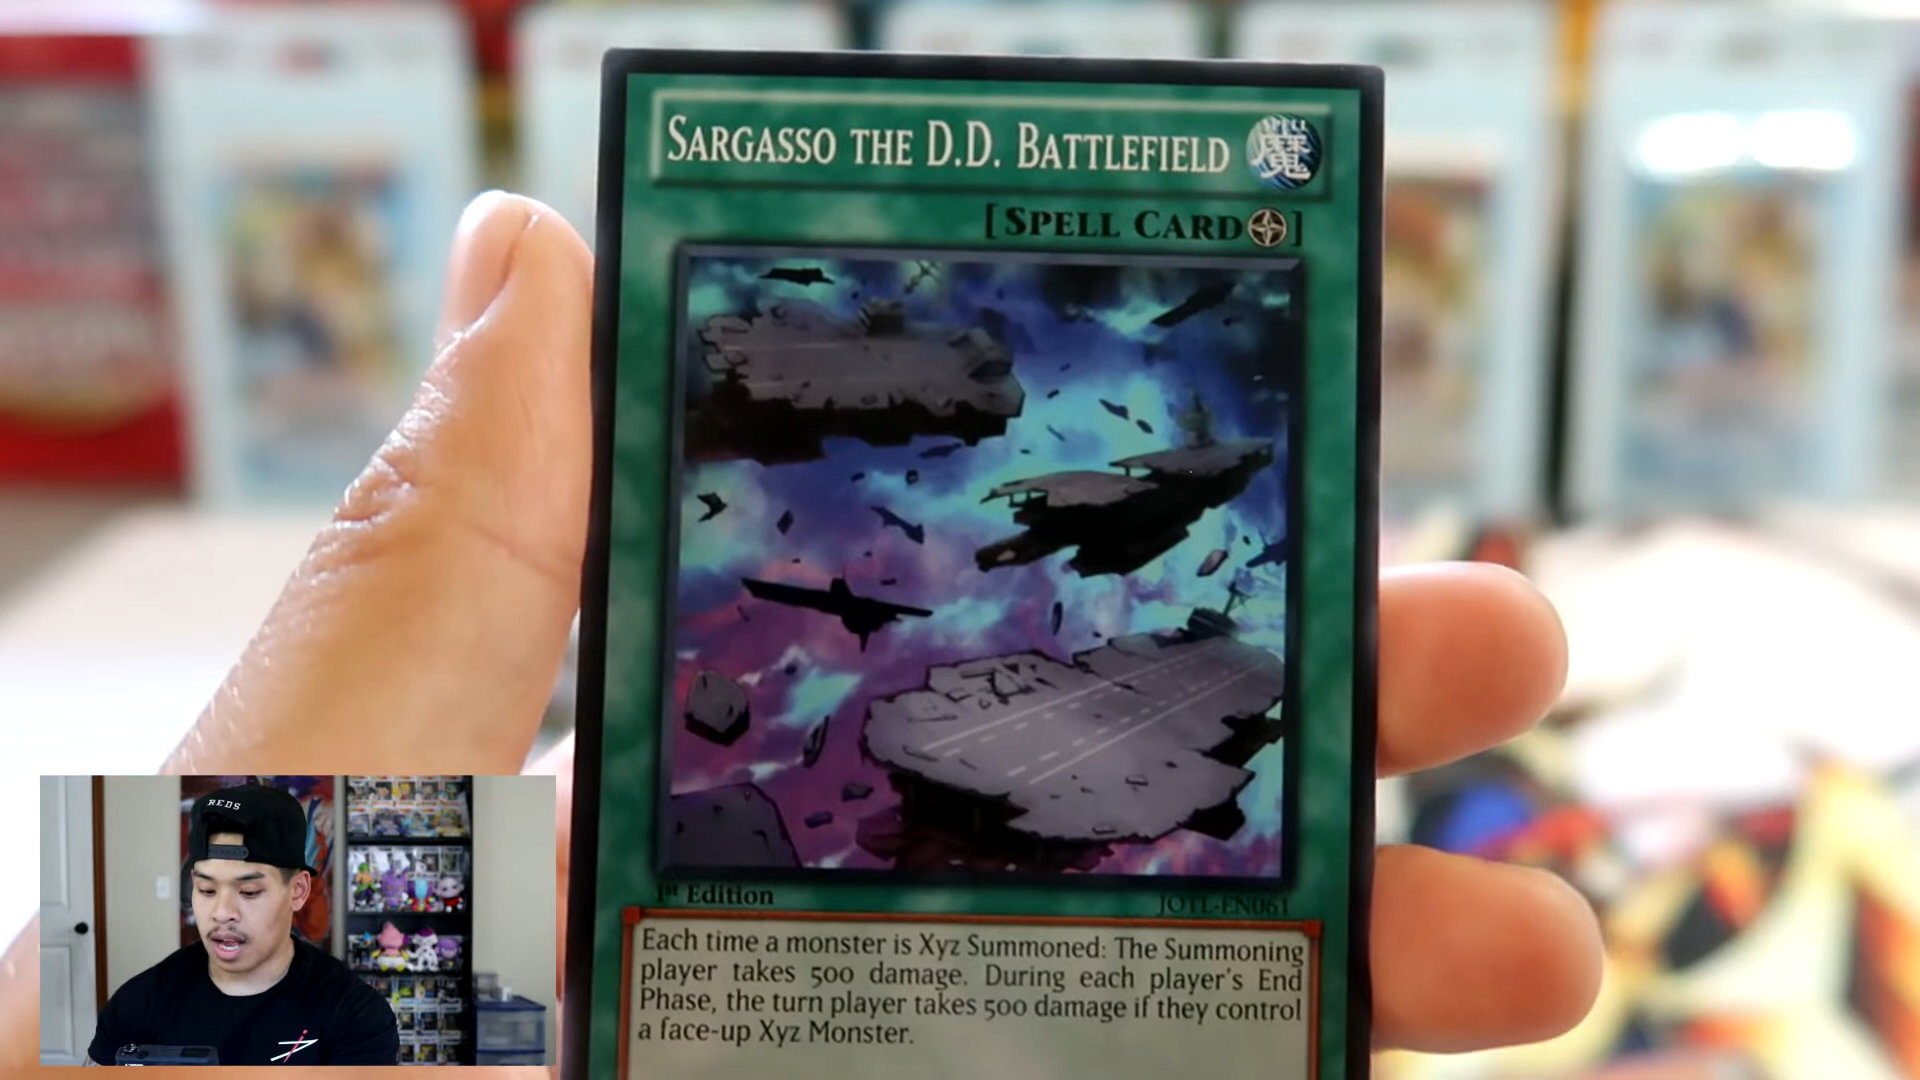 SARGASSO THE D.D. BATTLEFIELD
SPELL
魔
[SPELL CARD]
1st Edition
JOTL-EN061
Each time a monster is Xyz Summoned: The Summoning
player takes 500 damage. During each player's End
Phase, the turn player takes 500 damage if they control
a face-up Xyz Monster.
REDS